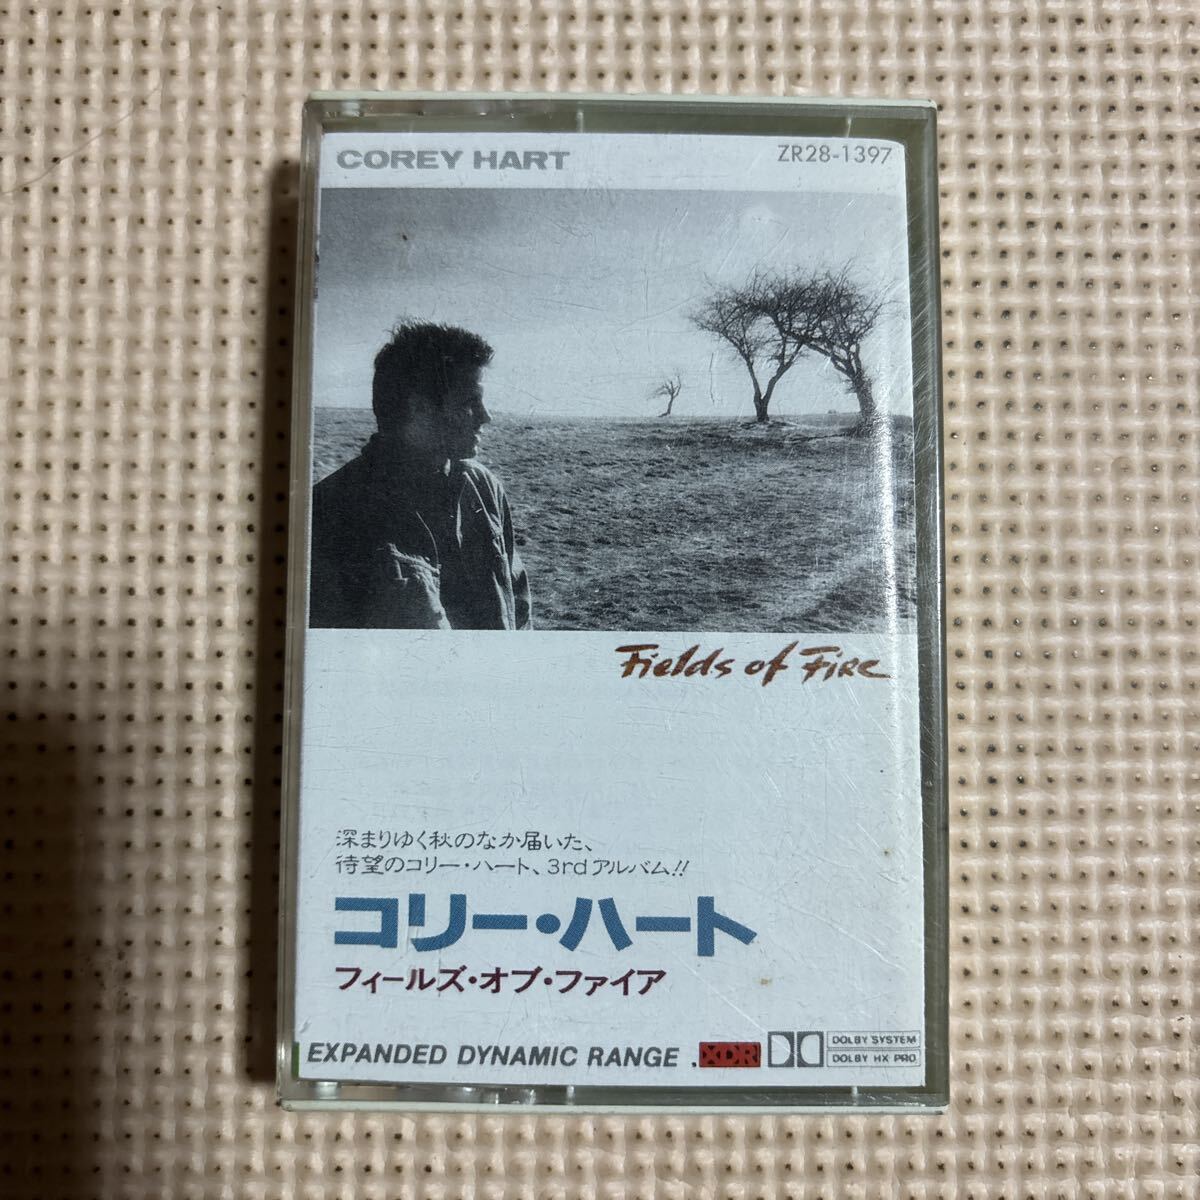 COREY HART
ZR28-1397
Fields of Fire
深まりゆく秋のなか届いた、
待望のコリー・ハート、3rdアルバム!!
コリー・ハート
フィールズ・オブ・ファイア
EXPANDED DYNAMIC RANGE .XDR
DOLBY SYSTEM
DOLBY HX PRO